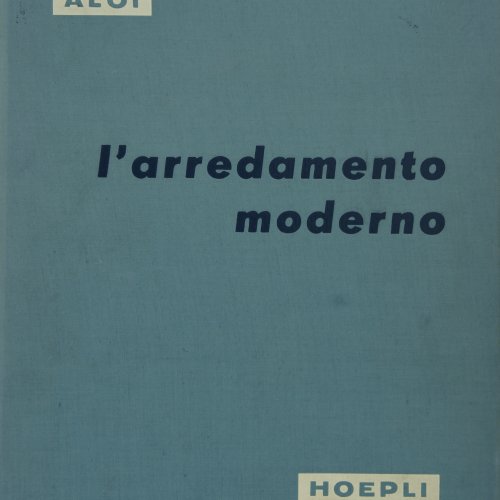 ALOI
l'arredamento
moderno
HOEPLI